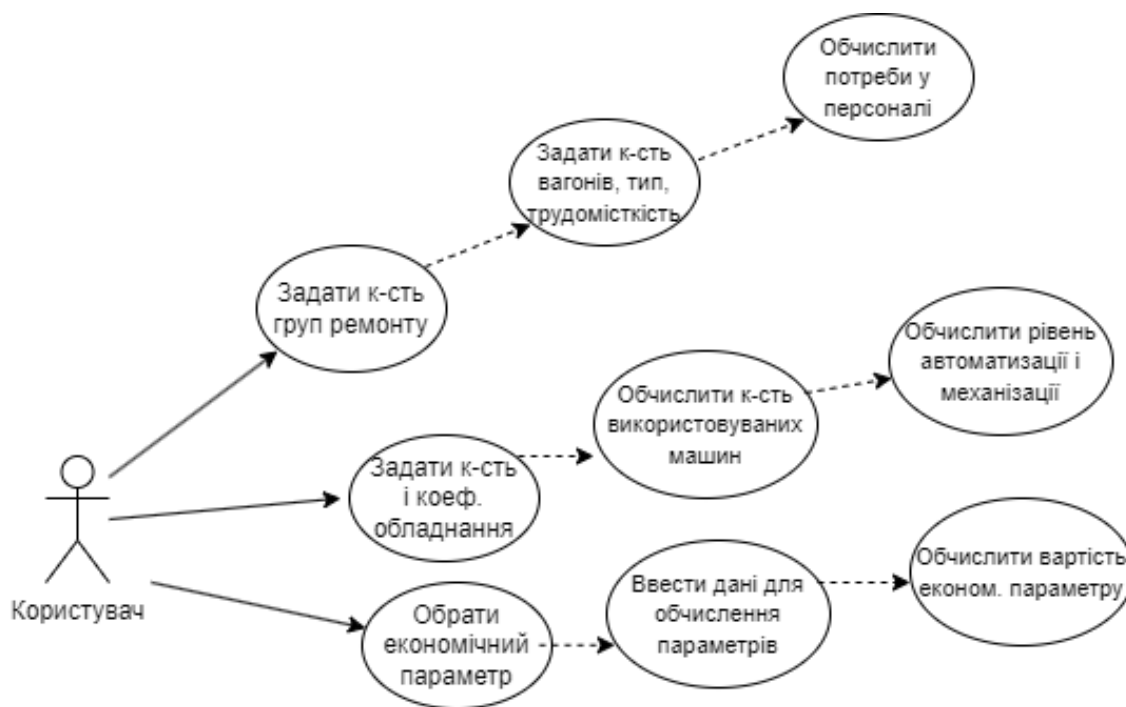 Обчислити
потреби у
персоналі
Задати к-сть
вагонів, тип,
трудомісткість
Задати к-сть
груп ремонту
Обчислити рівень
автоматизації і
механізації
Обчислити к-сть
використовуваних
машин
Задати к-сть
і коеф.
обладнання
Обчислити вартість
економ. параметру
Ввести дані для
обчислення
параметрів
Обрати
економічний
параметр
Користувач